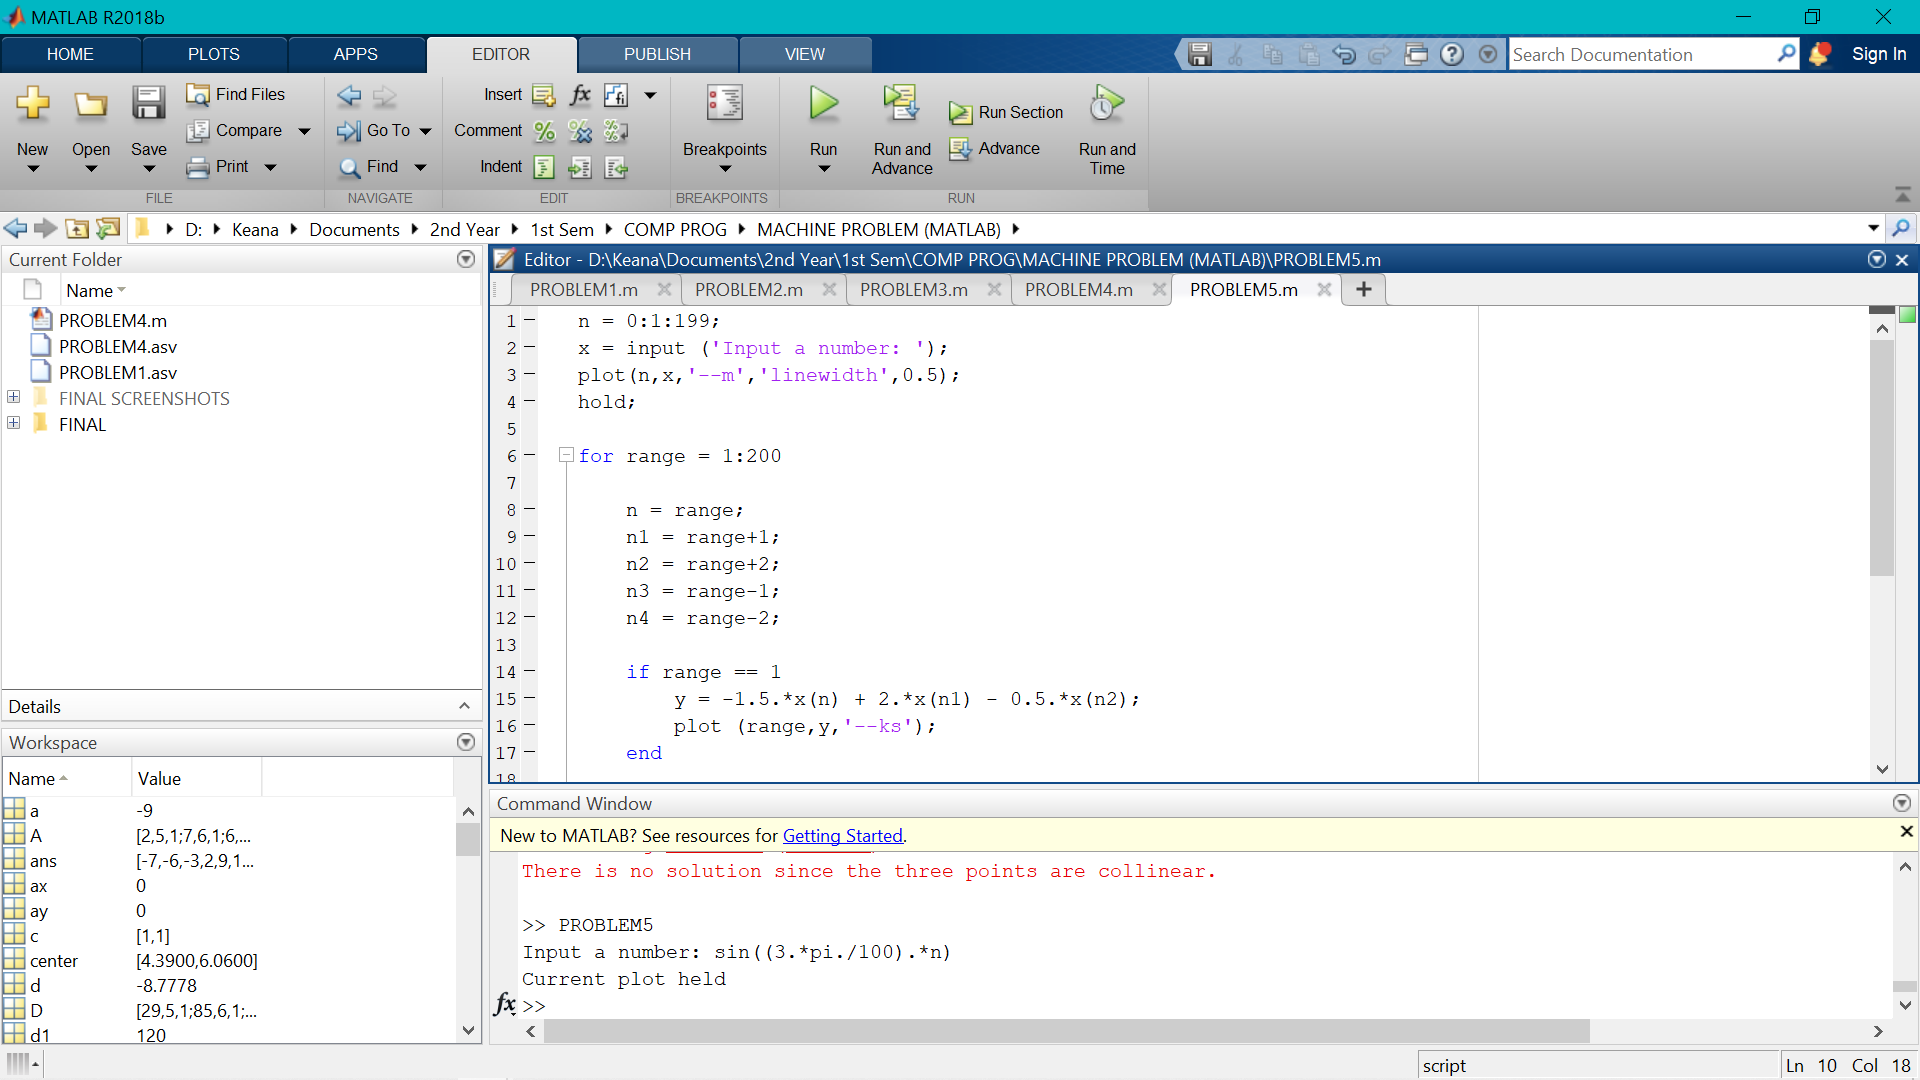 MATLAB R2018b
HOME PLOTS APPS EDITOR PUBLISH VIEW
Search Documentation
Sign In
New
Open
Save
Find Files
Compare
Print
FILE
Go To
Find
NAVIGATE
Insert fx fi
Comment
Indent
EDIT
Breakpoints
BREAKPOINTS
Run
Run and Advance
Run Section
Advance
Run and Time
RUN
D: Keana Documents 2nd Year 1st Sem COMP PROG MACHINE PROBLEM (MATLAB)
Current Folder
Name
PROBLEM4.m
PROBLEM4.asv
PROBLEM1.asv
FINAL SCREENSHOTS
FINAL
Details
Workspace
Name Value
a -9
A [2,5,1;7,6,1;6,...
ans [-7,-6,-3,2,9,1...
ax 0
ay 0
c [1,1]
center [4.3900,6.0600]
d -8.7778
D [29,5,1;85,6,1;...
d1 120
Editor - D:\Keana\Documents\2nd Year\1st Sem\COMP PROG\MACHINE PROBLEM (MATLAB)\PROBLEM5.m
PROBLEM1.m PROBLEM2.m PROBLEM3.m PROBLEM4.m PROBLEM5.m +
1 n = 0:1:199;
2 x = input ('Input a number: ');
3 plot(n,x,'--m','linewidth',0.5);
4 hold;
5
6 for range = 1:200
7
8 n = range;
9 n1 = range+1;
10 n2 = range+2;
11 n3 = range-1;
12 n4 = range-2;
13
14 if range == 1
15 y = -1.5.*x(n) + 2.*x(n1) - 0.5.*x(n2);
16 plot (range,y,'--ks');
17 end
18
Command Window
New to MATLAB? See resources for Getting Started.
There is no solution since the three points are collinear.
>> PROBLEM5
Input a number: sin((3.*pi./100).*n)
Current plot held
fx >>
script
Ln 10 Col 18